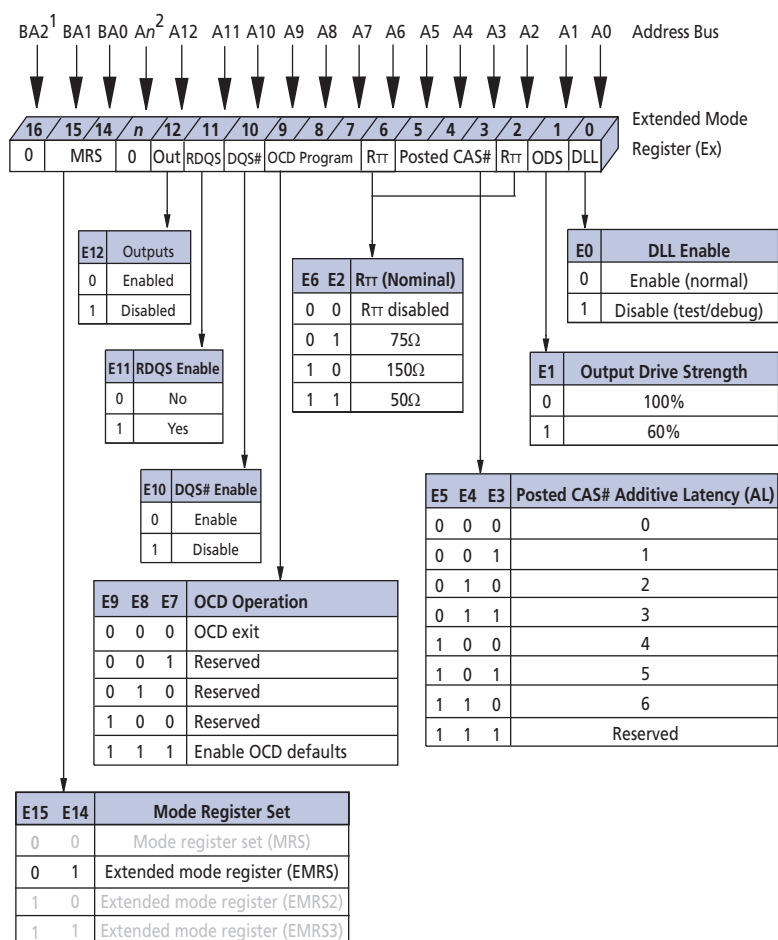 BA2¹ BA1 BA0 An² A12 A11 A10 A9 A8 A7 A6 A5 A4 A3 A2 A1 A0 Address Bus
16 15 14 n 12 11 10 9 8 7 6 5 4 3 2 1 0 Extended Mode
0 MRS 0 Out RDQS DQS# OCD Program RTT Posted CAS# RTT ODS DLL Register (Ex)
E12 Outputs
0 Enabled
1 Disabled
E6 E2 RTT (Nominal)
0 0 RTT disabled
0 1 75Ω
1 0 150Ω
1 1 50Ω
E0 DLL Enable
0 Enable (normal)
1 Disable (test/debug)
E11 RDQS Enable
0 No
1 Yes
E1 Output Drive Strength
0 100%
1 60%
E10 DQS# Enable
0 Enable
1 Disable
E5 E4 E3 Posted CAS# Additive Latency (AL)
0 0 0 0
0 0 1 1
0 1 0 2
0 1 1 3
1 0 0 4
1 0 1 5
1 1 0 6
1 1 1 Reserved
E9 E8 E7 OCD Operation
0 0 0 OCD exit
0 0 1 Reserved
0 1 0 Reserved
1 0 0 Reserved
1 1 1 Enable OCD defaults
E15 E14 Mode Register Set
0 0 Mode register set (MRS)
0 1 Extended mode register (EMRS)
1 0 Extended mode register (EMRS2)
1 1 Extended mode register (EMRS3)